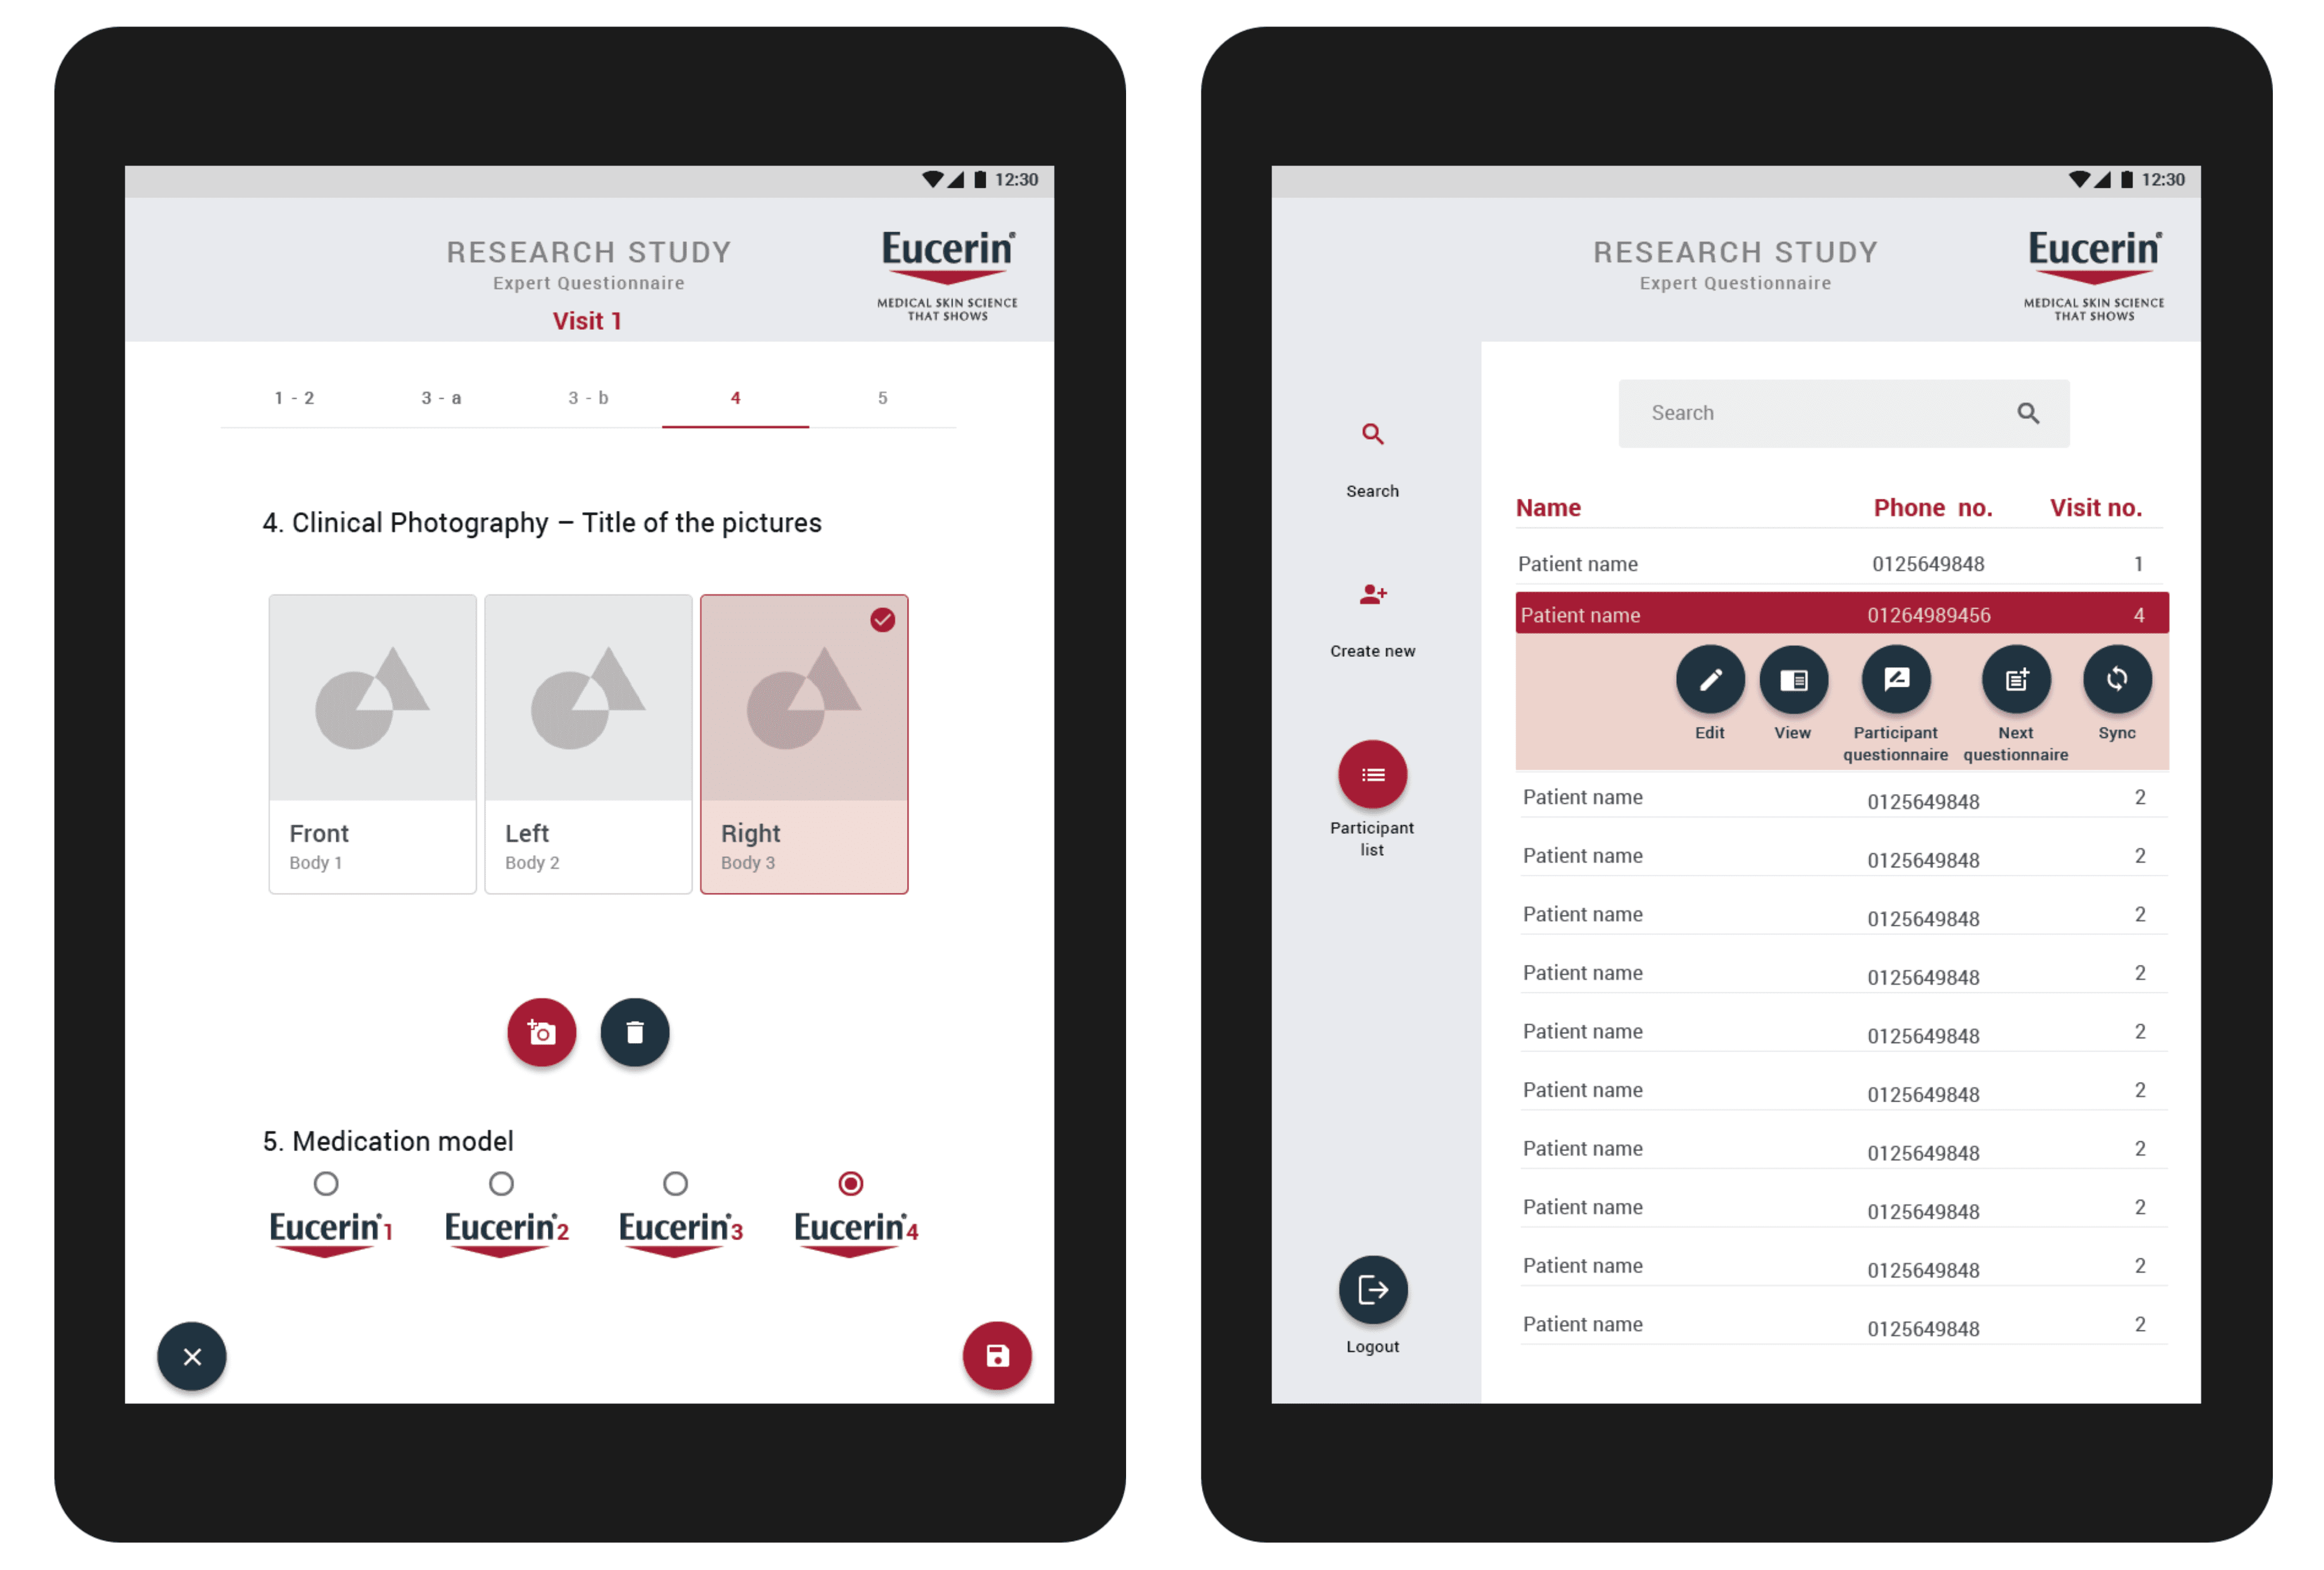 12:30
RESEARCH STUDY
Expert Questionnaire
Visit 1
Eucerin®
MEDICAL SKIN SCIENCE
THAT SHOWS
1 - 2 3 - a 3 - b 4 5
4. Clinical Photography – Title of the pictures
Front Left Right
Body 1 Body 2 Body 3
5. Medication model
Eucerin®1 Eucerin®2 Eucerin®3 Eucerin®4
12:30
RESEARCH STUDY
Expert Questionnaire
Eucerin®
MEDICAL SKIN SCIENCE
THAT SHOWS
Search
Create new
Participant
list
Logout
Search
Name Phone no. Visit no.
Patient name 0125649848 1
Patient name 01264989456 4
Edit View Participant Next Sync
questionnaire questionnaire
Patient name 0125649848 2
Patient name 0125649848 2
Patient name 0125649848 2
Patient name 0125649848 2
Patient name 0125649848 2
Patient name 0125649848 2
Patient name 0125649848 2
Patient name 0125649848 2
Patient name 0125649848 2
Patient name 0125649848 2